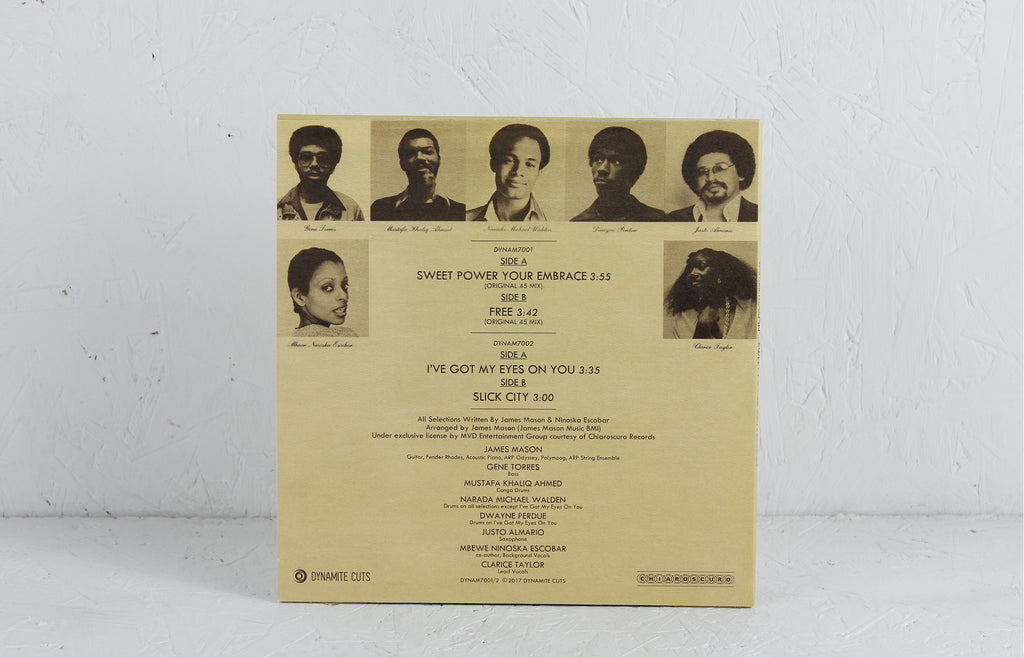 Gene Torres
Mustafa Khaliq Ahmed
Narada Michael Walden
Dwayne Perdue
Justo Almario
Mbewe Ninoska Escobar
Clarice Taylor
DYNAM7001
SIDE A
SWEET POWER YOUR EMBRACE 3:55
(ORIGINAL 45 MIX)
SIDE B
FREE 3:42
(ORIGINAL 45 MIX)
DYNAM7002
SIDE A
I'VE GOT MY EYES ON YOU 3:35
SIDE B
SLICK CITY 3:00
All Selections Written By James Mason & Ninoska Escobar
Arranged by James Mason (James Mason Music BMI)
Under exclusive license by MVD Entertainment Group courtesy of Chiaroscuro Records
JAMES MASON
Guitar, Fender Rhodes, Acoustic Piano, ARP Odyssey, Polymoog, ARP String Ensemble
GENE TORRES
Bass
MUSTAFA KHALIQ AHMED
Conga Drums
NARADA MICHAEL WALDEN
Drums on all selections except I've Got My Eyes On You
DWAYNE PERDUE
Drums on I've Got My Eyes On You
JUSTO ALMARIO
Saxophone
MBEWE NINOSKA ESCOBAR
co-author, Background Vocals
CLARICE TAYLOR
Lead Vocals
DYNAM7001/2 ©2017 DYNAMITE CUTS
DYNAMITE CUTS
CHIAROSCURO